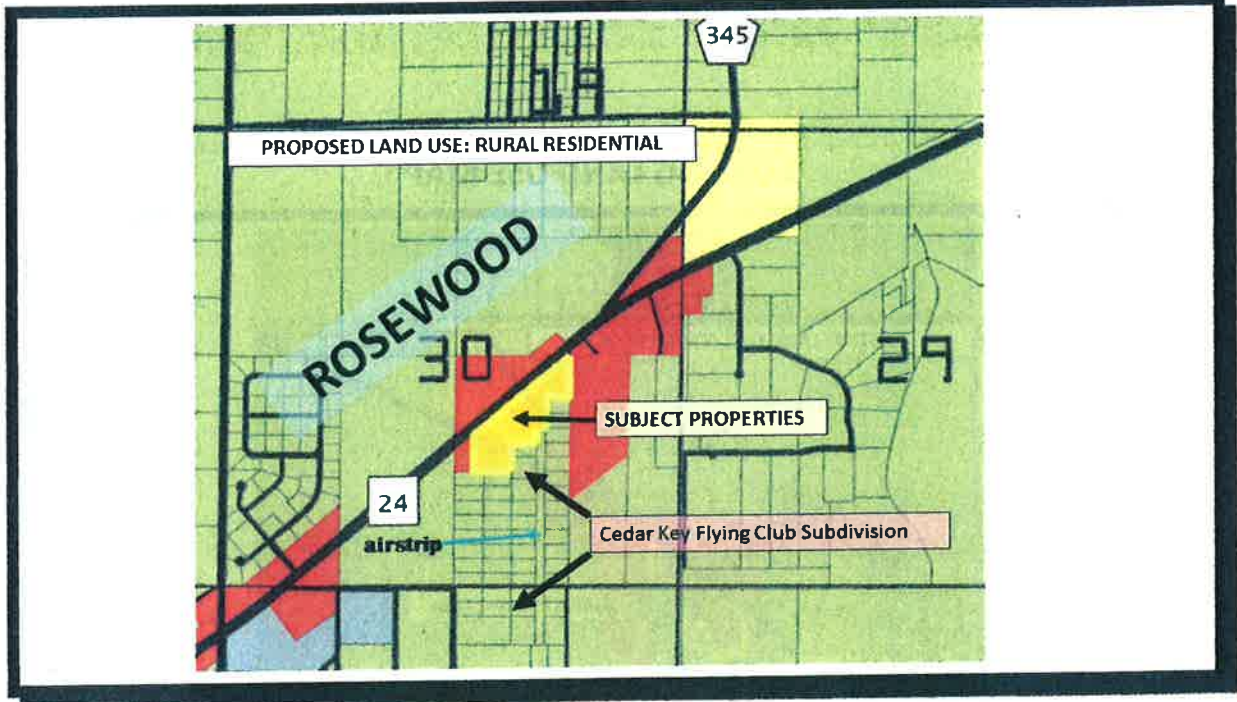 345
PROPOSED LAND USE: RURAL RESIDENTIAL
ROSEWOOD
30
29
SUBJECT PROPERTIES
24
Cedar Key Flying Club Subdivision
airstrip